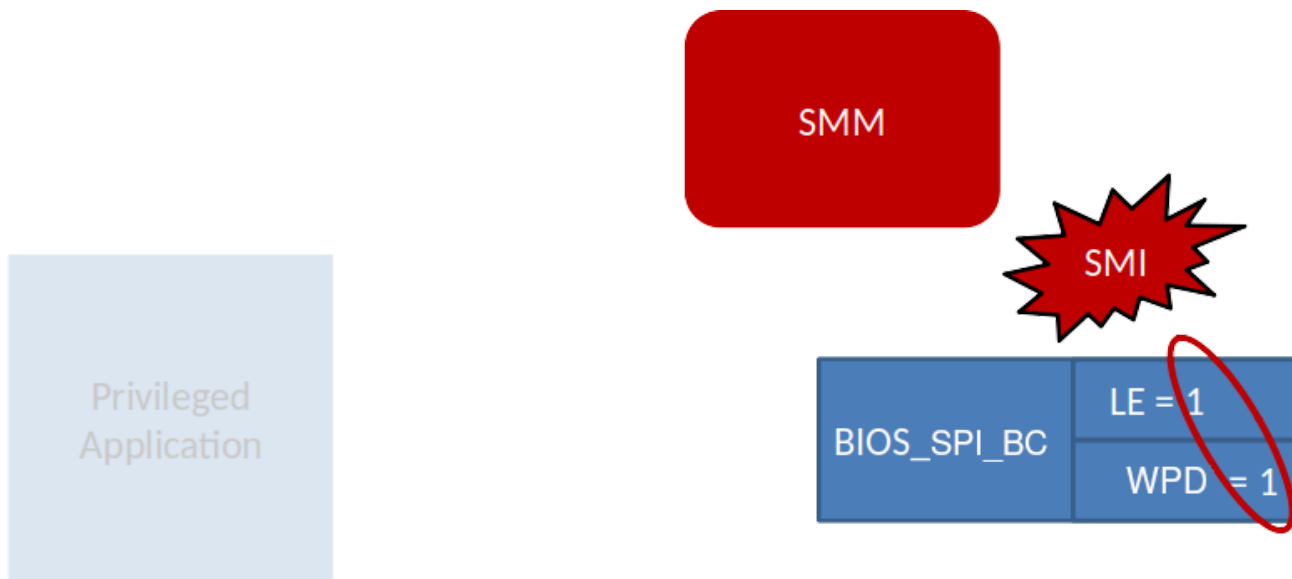 SMM
SMI
Privileged
Application
BIOS_SPI_BC
LE = 1
WPD = 1